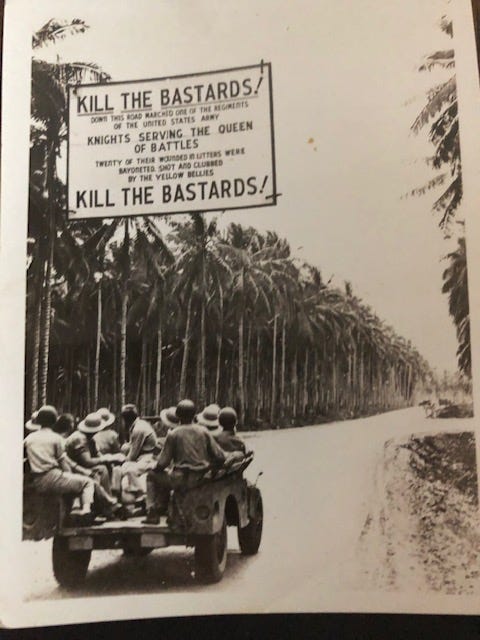 KILL THE BASTARDS!
DOWN THIS ROAD MARCHED ONE OF THE REGIMENTS
OF THE UNITED STATES ARMY
KNIGHTS SERVING THE QUEEN
OF BATTLES
TWENTY OF THEIR WOUNDED IN LITTERS WERE
BAYONETED, SHOT AND CLUBBED
BY THE YELLOW BELLIES
KILL THE BASTARDS!